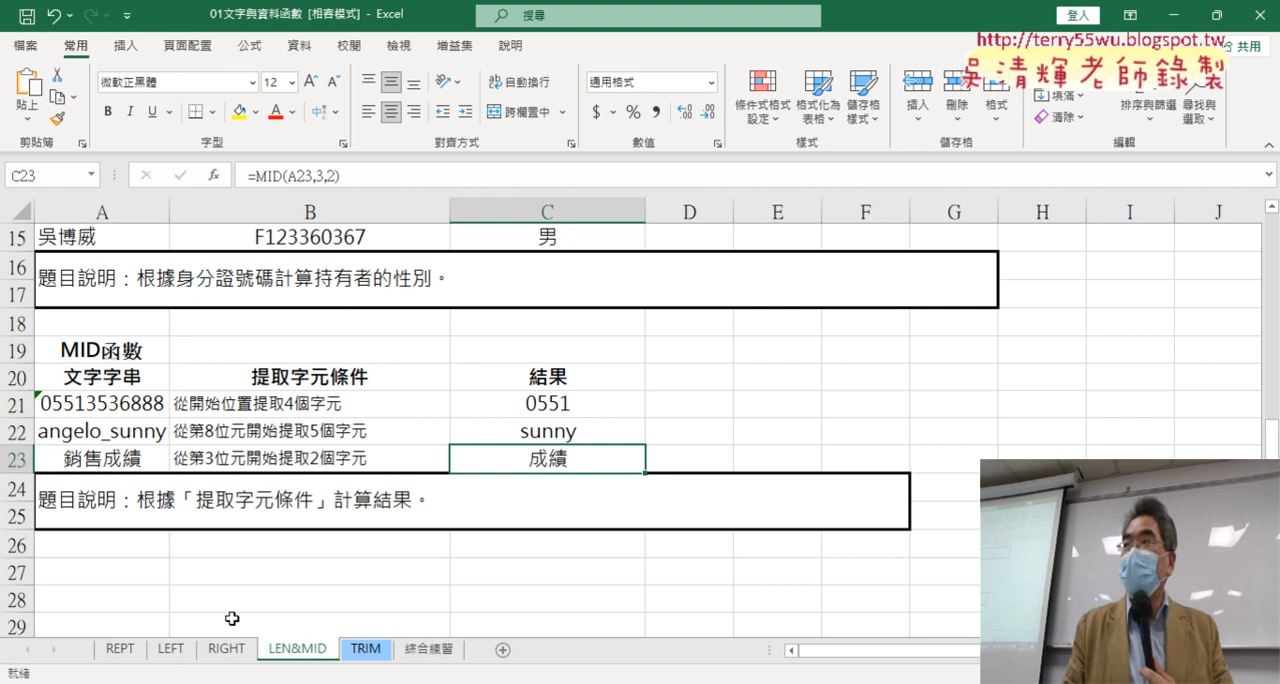 01文字與資料函數 [相容模式] - Excel
搜尋
登入
檔案 常用 插入 頁面配置 公式 資料 校閱 檢視 增益集 說明
共用
http://terry55wu.blogspot.tw
吳清輝老師錄製
貼上
微軟正黑體 12
B I U
自動換行
跨欄置中
通用格式
$ % ,
條件式格式設定 格式化為表格 儲存格樣式
插入 刪除 格式
填滿
清除
排序與篩選 尋找與選取
剪貼簿 字型 對齊方式 數值 樣式 儲存格 編輯
C23 fx =MID(A23,3,2)
A B C D E F G H I J
15 吳博威 F123360367 男
16
題目說明：根據身分證號碼計算持有者的性別。
17
18
19 MID函數
20 文字字串 提取字元條件 結果
21 05513536888 從開始位置提取4個字元 0551
22 angelo_sunny 從第8位元開始提取5個字元 sunny
23 銷售成績 從第3位元開始提取2個字元 成績
24
題目說明：根據「提取字元條件」計算結果。
25
26
27
28
29
REPT LEFT RIGHT LEN&MID TRIM 綜合練習
就緒